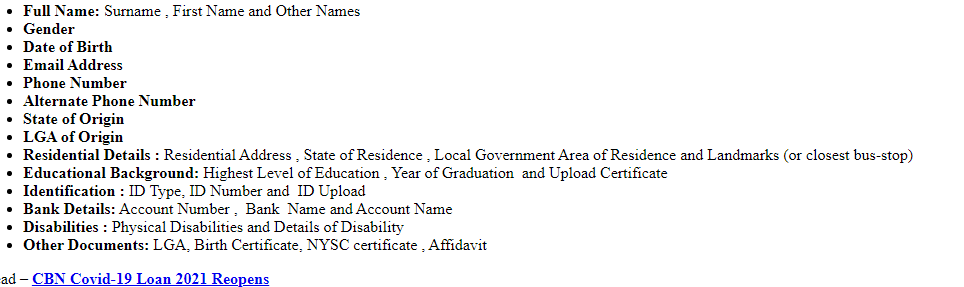 Full Name: Surname , First Name and Other Names
Gender
Date of Birth
Email Address
Phone Number
Alternate Phone Number
State of Origin
LGA of Origin
Residential Details : Residential Address , State of Residence , Local Government Area of Residence and Landmarks (or closest bus-stop)
Educational Background: Highest Level of Education , Year of Graduation and Upload Certificate
Identification : ID Type, ID Number and ID Upload
Bank Details: Account Number , Bank Name and Account Name
Disabilities : Physical Disabilities and Details of Disability
Other Documents: LGA, Birth Certificate, NYSC certificate , Affidavit
ad – CBN Covid-19 Loan 2021 Reopens